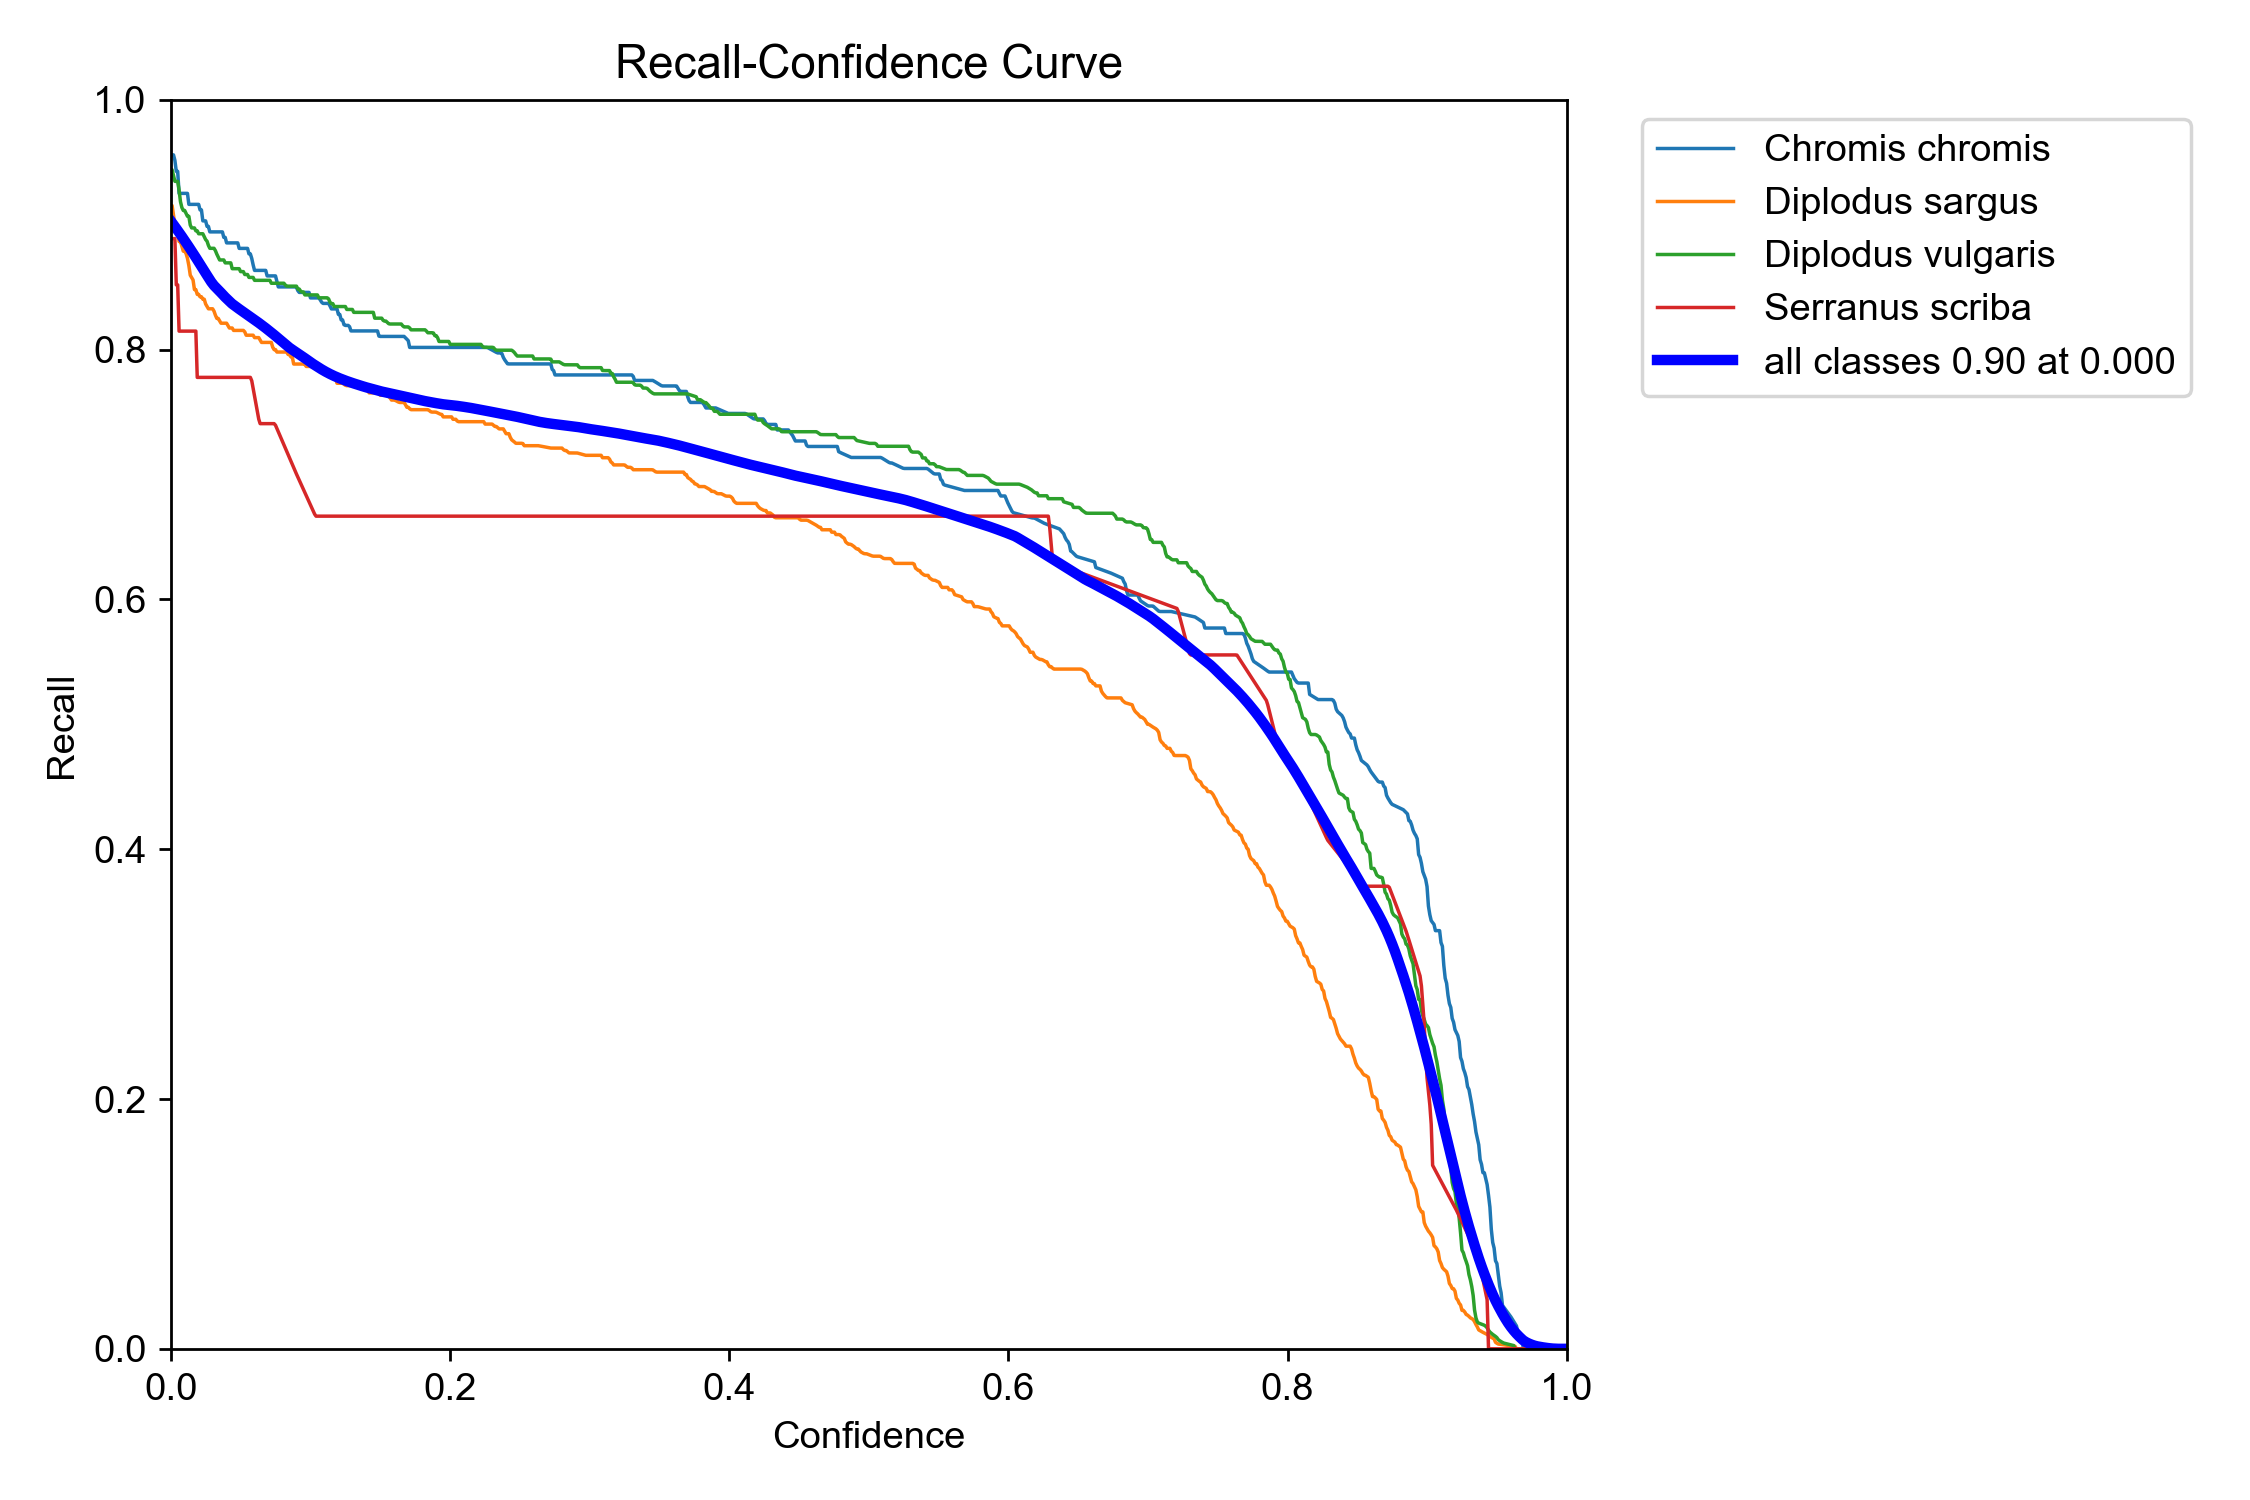 Recall-Confidence Curve
1.0
0.8
0.6
0.4
0.2
0.0
Recall
0.0 0.2 0.4 0.6 0.8 1.0
Confidence
Chromis chromis
Diplodus sargus
Diplodus vulgaris
Serranus scriba
all classes 0.90 at 0.000